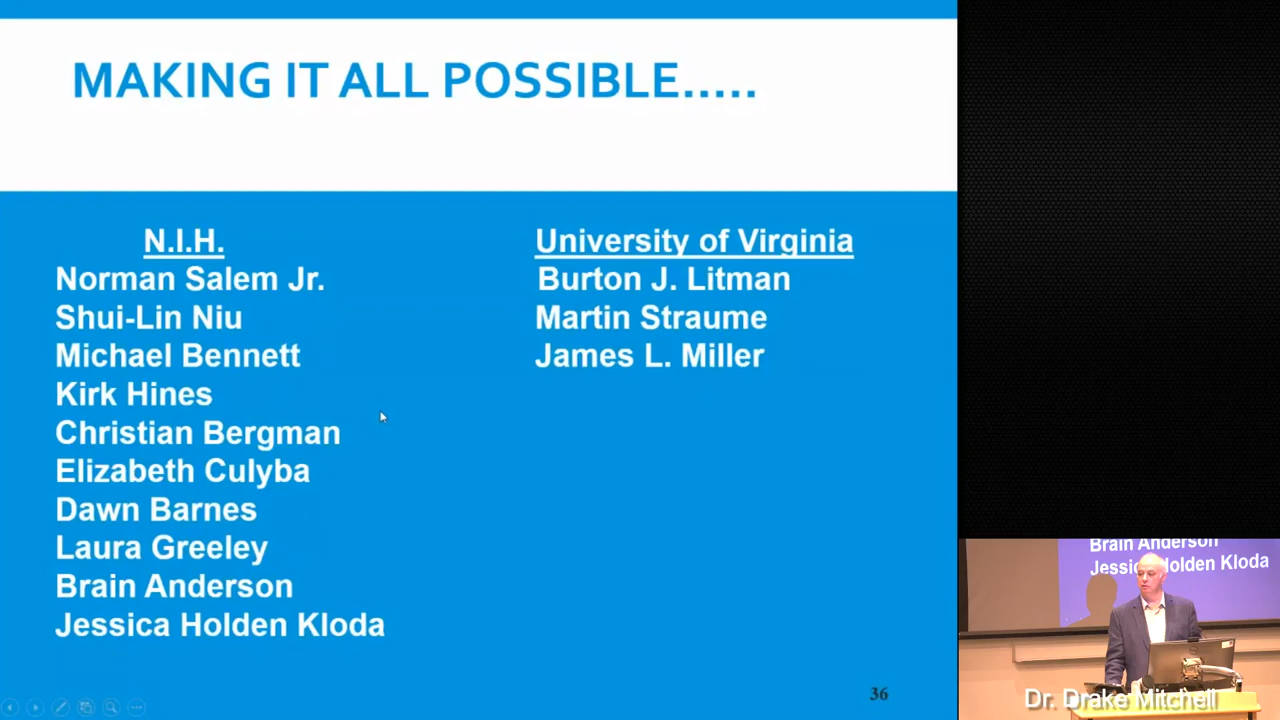 MAKING IT ALL POSSIBLE.....
N.I.H.
Norman Salem Jr.
Shui-Lin Niu
Michael Bennett
Kirk Hines
Christian Bergman
Elizabeth Culyba
Dawn Barnes
Laura Greeley
Brain Anderson
Jessica Holden Kloda
University of Virginia
Burton J. Litman
Martin Straume
James L. Miller
36
Brain Anderson
Holden Kloda
Dr. Drake Mitchell